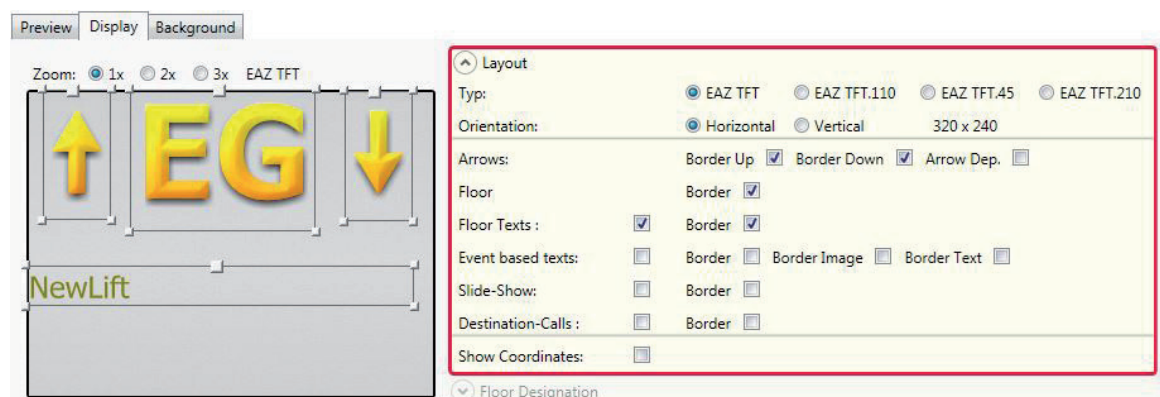 Preview Display Background
Zoom: 1x 2x 3x EAZ TFT
EG
NewLift
Layout
Typ: EAZ TFT EAZ TFT.110 EAZ TFT.45 EAZ TFT.210
Orientation: Horizontal Vertical 320 x 240
Arrows: Border Up Border Down Arrow Dep.
Floor Border
Floor Texts : Border
Event based texts: Border Border Image Border Text
Slide-Show: Border
Destination-Calls : Border
Show Coordinates:
Floor Designation